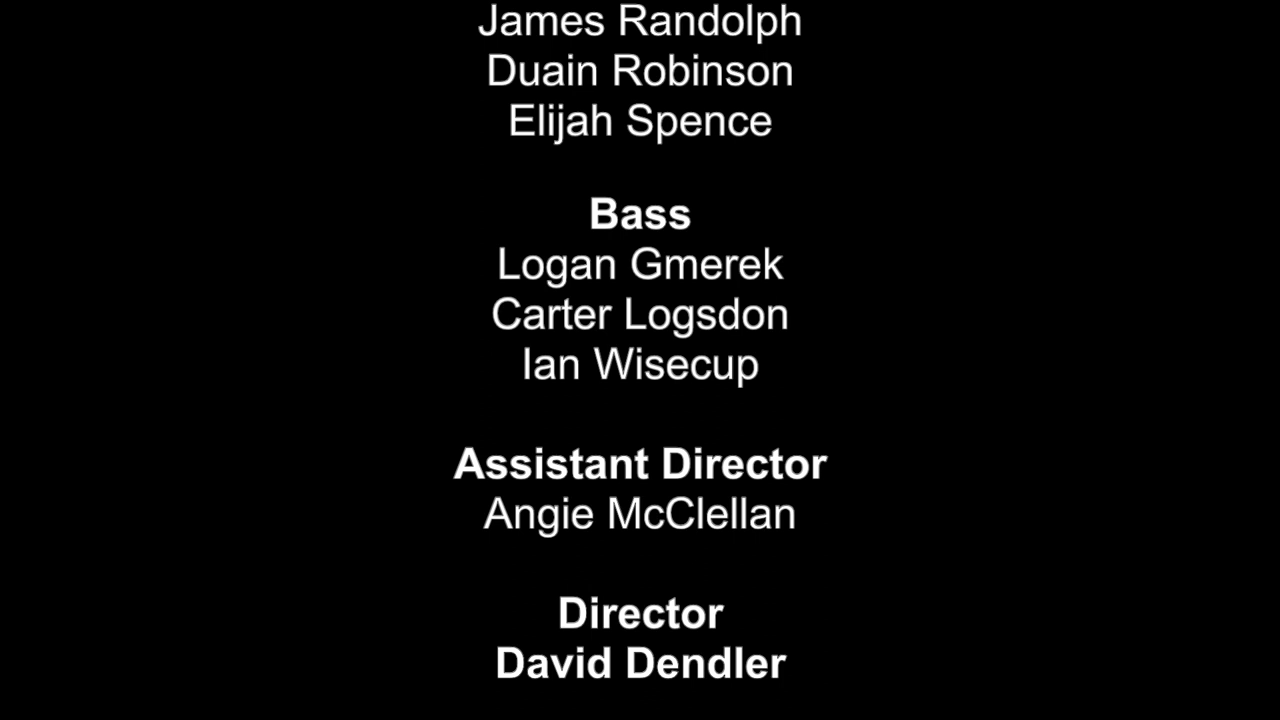 James Randolph
Duain Robinson
Elijah Spence
Bass
Logan Gmerek
Carter Logsdon
Ian Wisecup
Assistant Director
Angie McClellan
Director
David Dendler